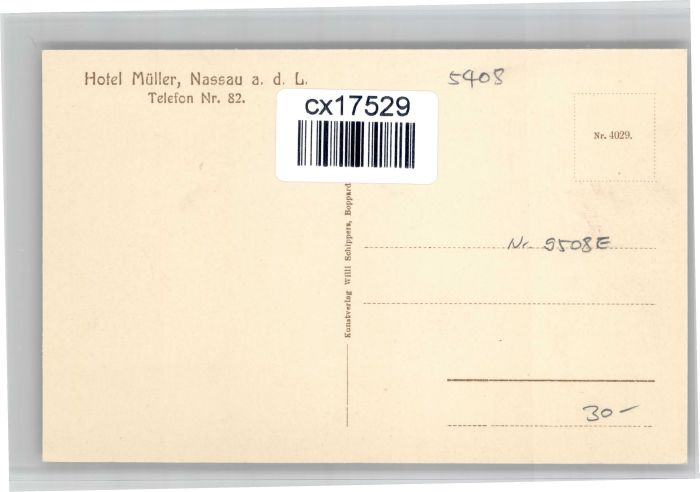 Hotel Müller, Nassau a. d. L.
Telefon Nr. 82.
5408
cx17529
Nr. 4029.
Kunstverlag Willi Schippers, Boppard
Nr 9508E
30-